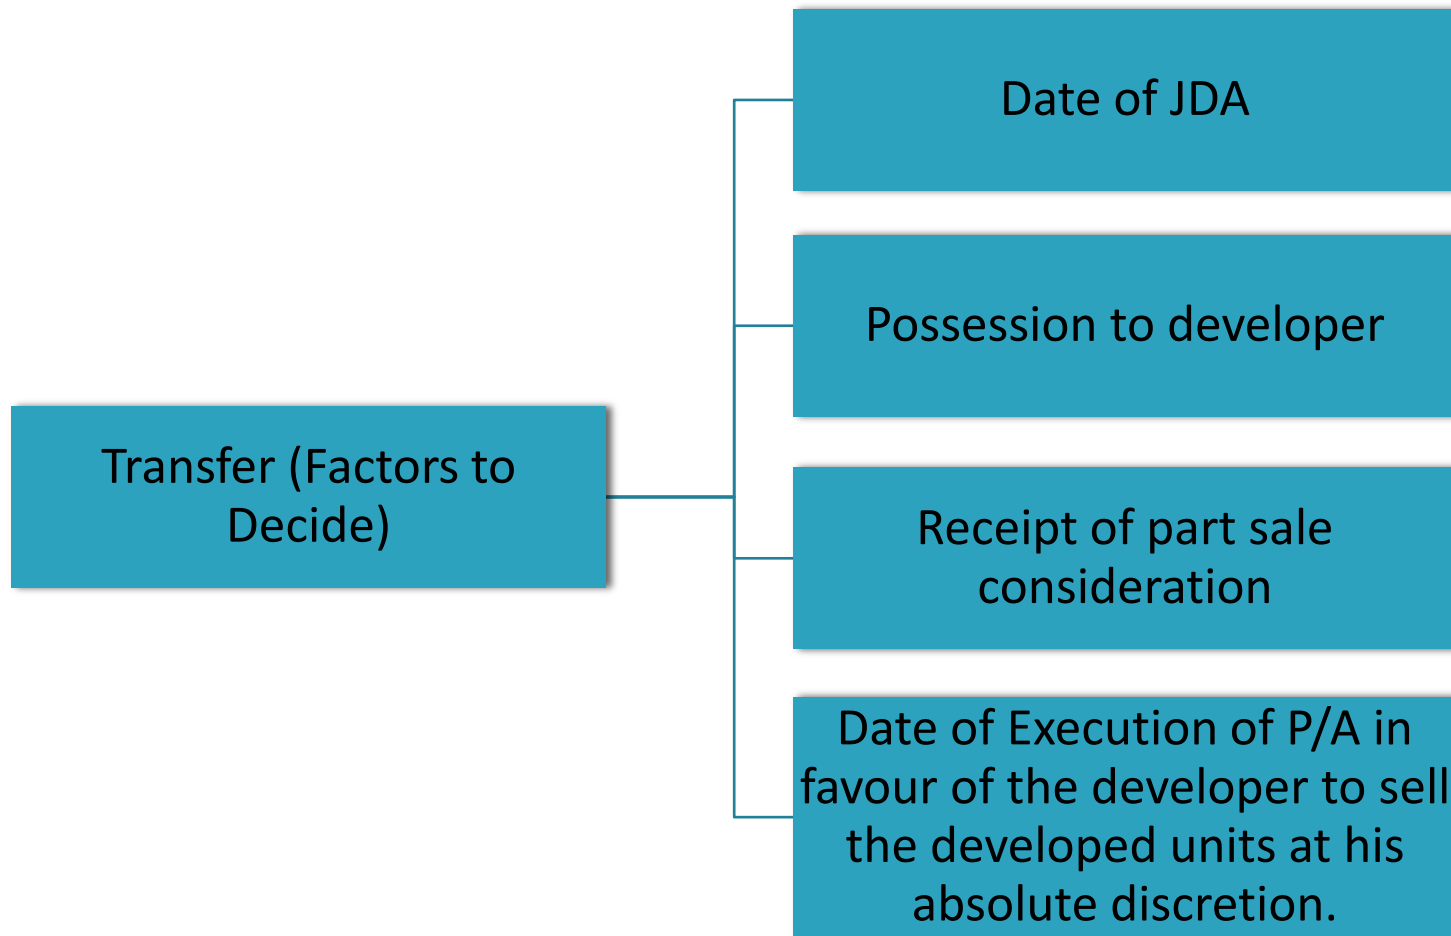 Date of JDA
Possession to developer
Transfer (Factors to
Decide)
Receipt of part sale
consideration
Date of Execution of P/A in
favour of the developer to sell
the developed units at his
absolute discretion.